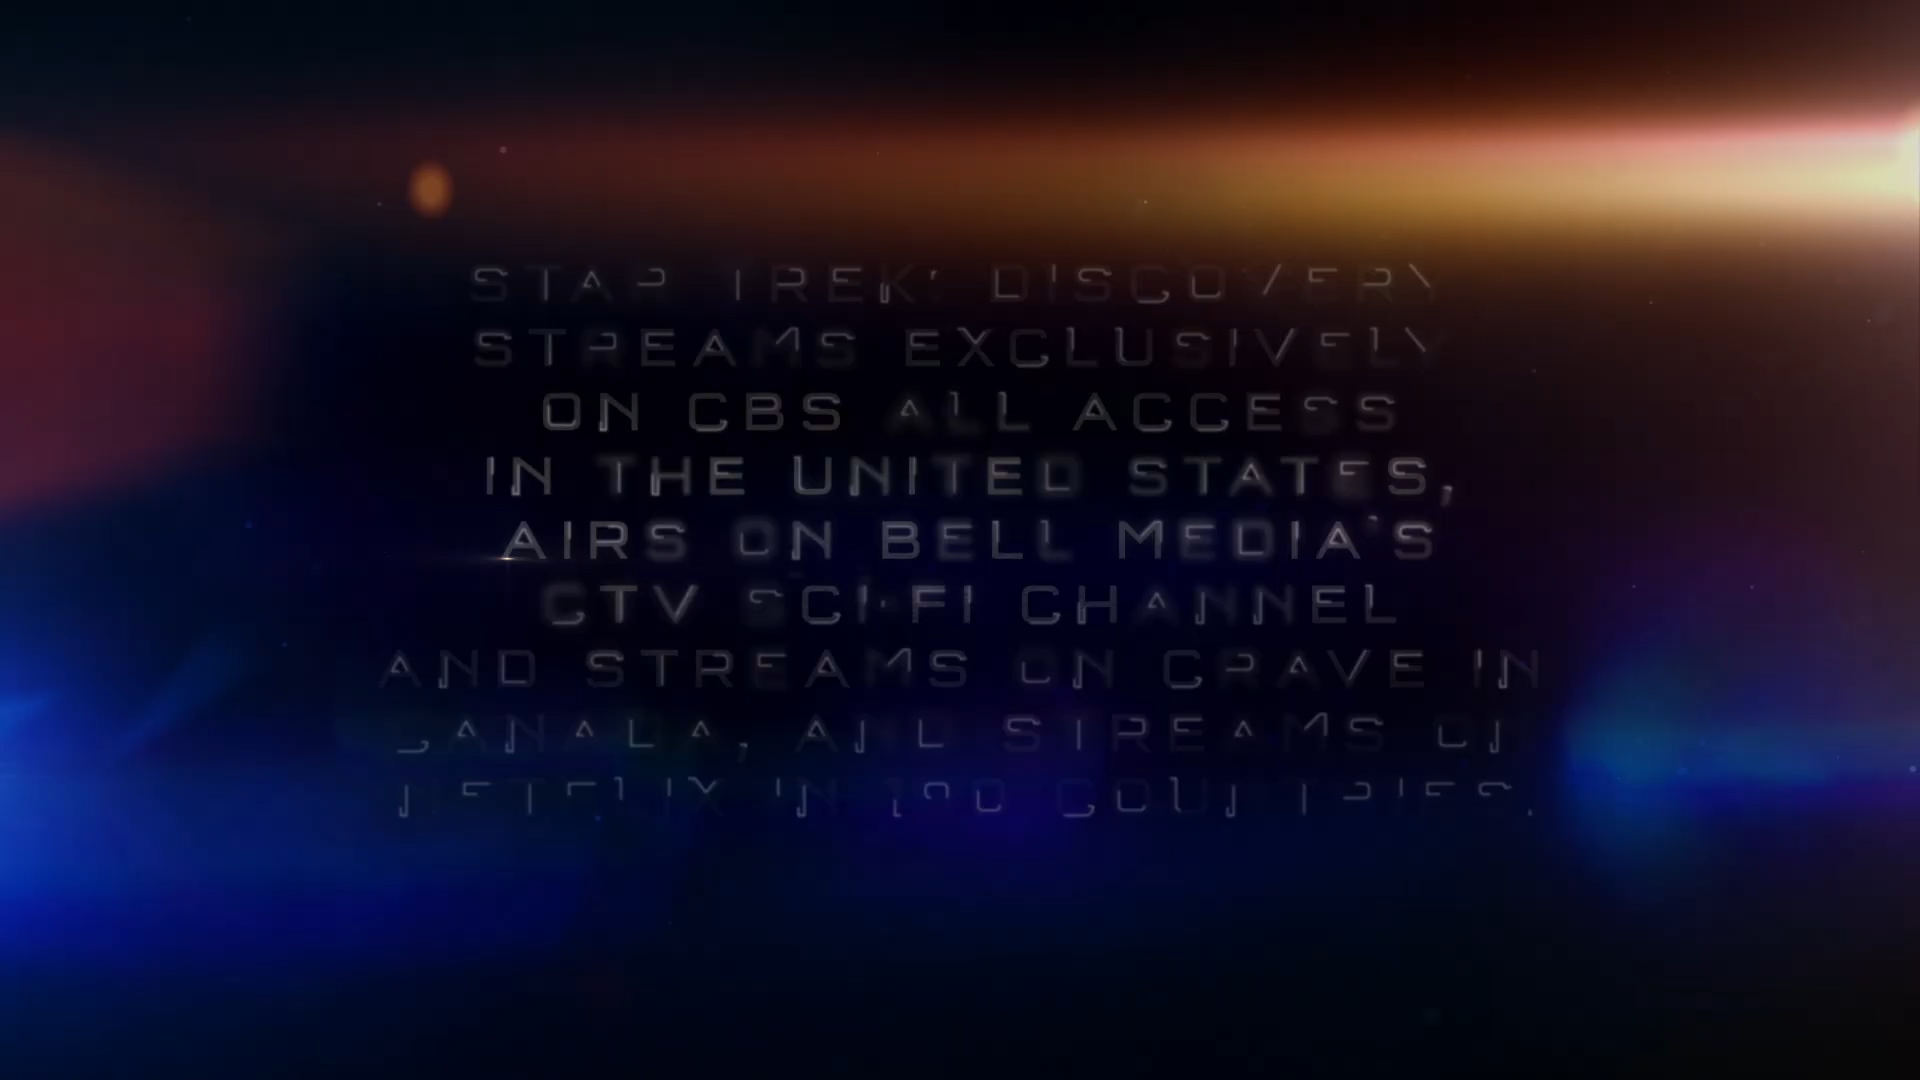 STAR TREK: DISCOVERY
STREAMS EXCLUSIVELY
ON CBS ALL ACCESS
IN THE UNITED STATES,
AIRS ON BELL MEDIA'S
CTV SCI-FI CHANNEL
AND STREAMS ON CRAVE IN
CANADA, AND STREAMS ON
NETFLIX IN 190 COUNTRIES.